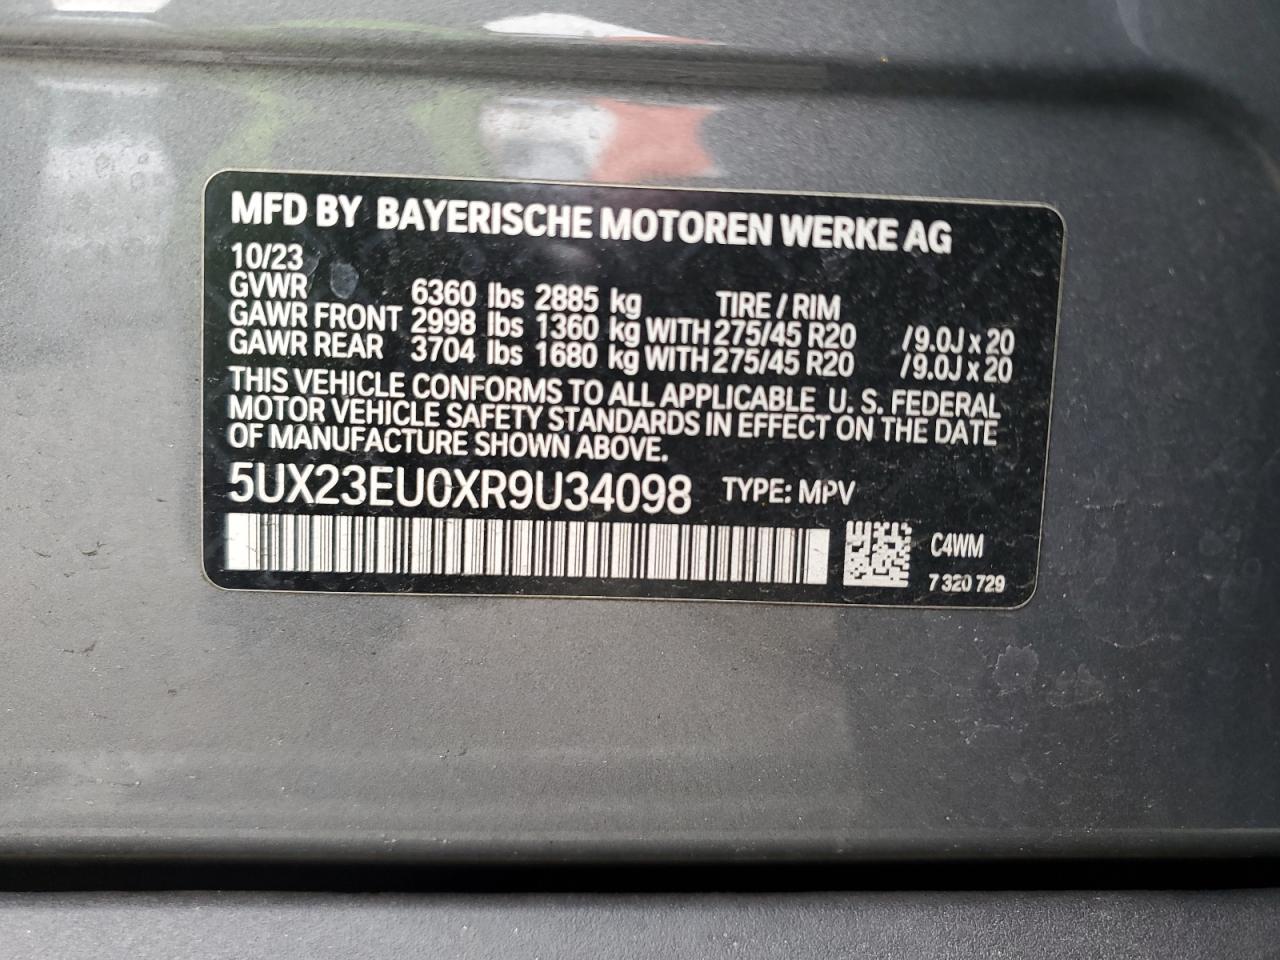 MFD BY BAYERISCHE MOTOREN WERKE AG
10/23
GVWR 6360 lbs 2885 kg TIRE / RIM
GAWR FRONT 2998 lbs 1360 kg WITH 275/45 R20 /9.0J x 20
GAWR REAR 3704 lbs 1680 kg WITH 275/45 R20 /9.0J x 20
THIS VEHICLE CONFORMS TO ALL APPLICABLE U. S. FEDERAL
MOTOR VEHICLE SAFETY STANDARDS IN EFFECT ON THE DATE
OF MANUFACTURE SHOWN ABOVE.
5UX23EU0XR9U34098 TYPE: MPV
C4WM
7 320 729